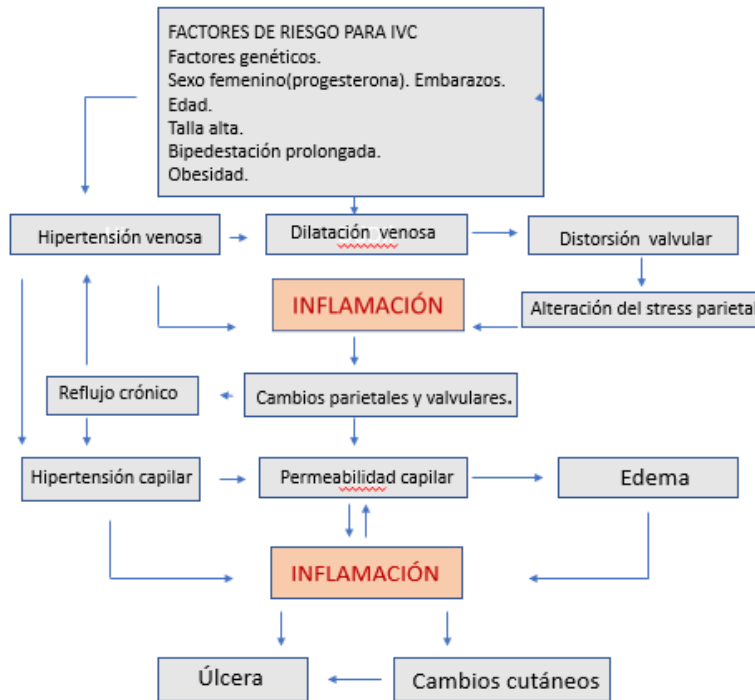 FACTORES DE RIESGO PARA IVC
Factores genéticos.
Sexo femenino(progesterona). Embarazos.
Edad.
Talla alta.
Bipedestación prolongada.
Obesidad.
Hipertensión venosa
Dilatación venosa
Distorsión valvular
INFLAMACIÓN
Alteración del stress parietal
Reflujo crónico
Cambios parietales y valvulares.
Hipertensión capilar
Permeabilidad capilar
Edema
INFLAMACIÓN
Úlcera
Cambios cutáneos